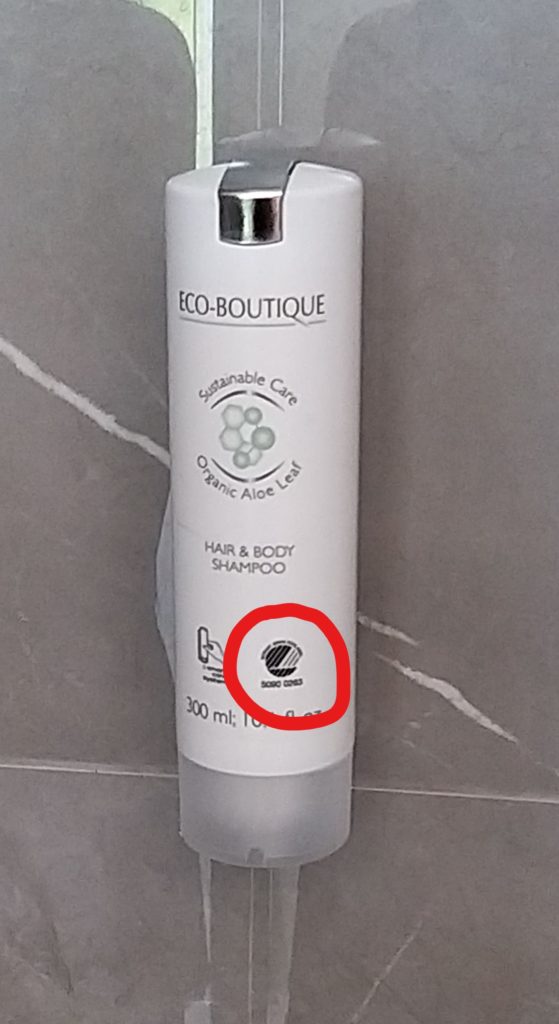 ECO-BOUTIQUE
Sustainable Care
Organic Aloe Leaf
HAIR & BODY
SHAMPOO
5090 0263
300 ml;